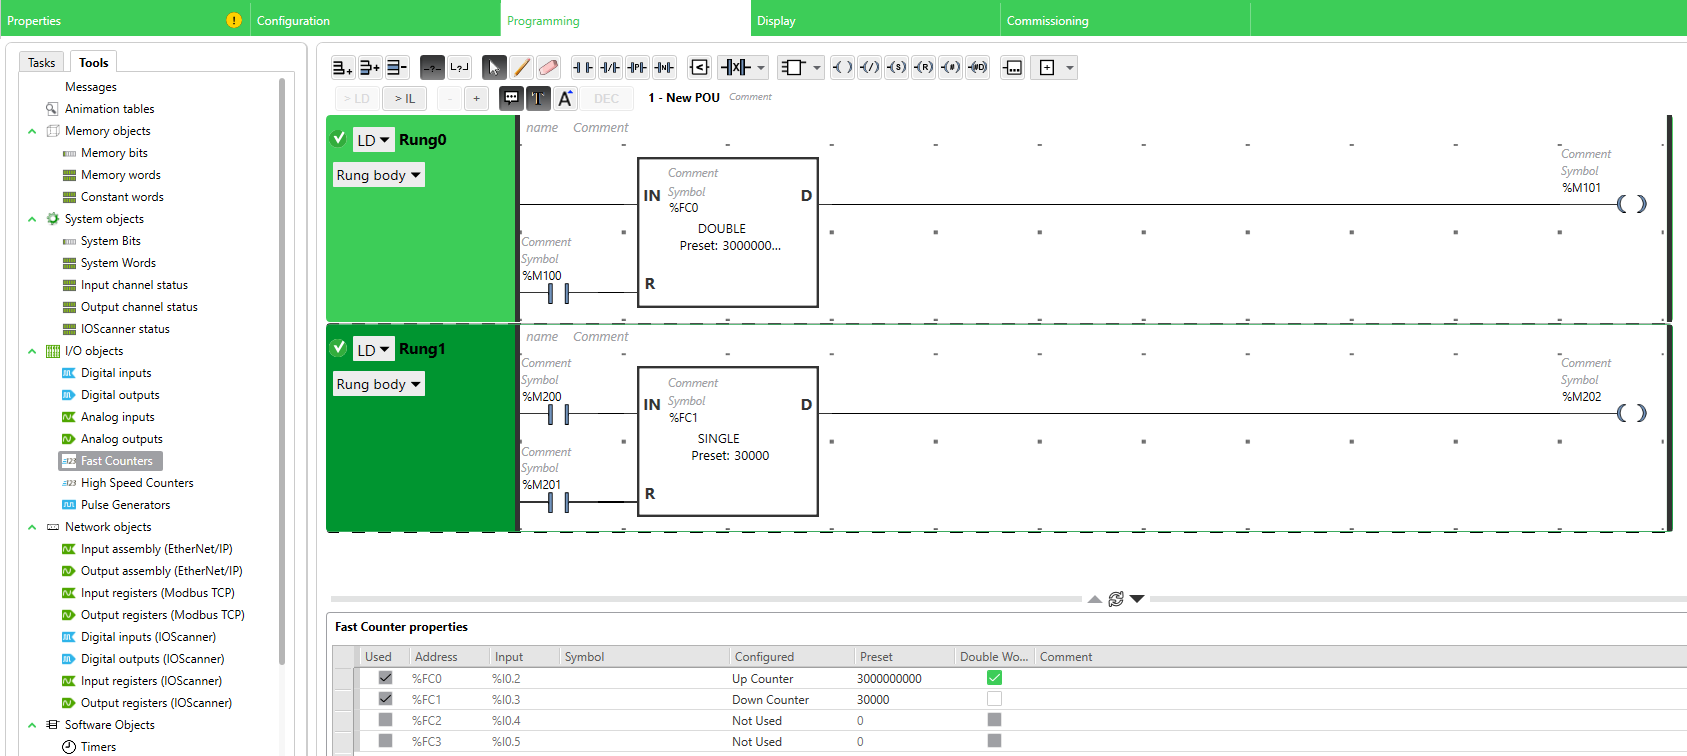 Properties ! Configuration Programming Display Commissioning
Tasks Tools
Messages
Animation tables
Memory objects
Memory bits
Memory words
Constant words
System objects
System Bits
System Words
Input channel status
Output channel status
IOScanner status
I/O objects
Digital inputs
Digital outputs
Analog inputs
Analog outputs
Fast Counters
High Speed Counters
Pulse Generators
Network objects
Input assembly (EtherNet/IP)
Output assembly (EtherNet/IP)
Input registers (Modbus TCP)
Output registers (Modbus TCP)
Digital inputs (IOScanner)
Digital outputs (IOScanner)
Input registers (IOScanner)
Output registers (IOScanner)
Software Objects
Timers
> LD > IL - + T A DEC 1 - New POU Comment
LD Rung0
Rung body
name Comment
Comment
Symbol
%FC0
IN D
DOUBLE
Preset: 3000000...
R
Comment
Symbol
%M100
Comment
Symbol
%M101
LD Rung1
Rung body
name Comment
Comment
Symbol
%M200
Comment
Symbol
%FC1
IN D
SINGLE
Preset: 30000
R
Comment
Symbol
%M201
Comment
Symbol
%M202
Fast Counter properties
Used Address Input Symbol Configured Preset Double Wo... Comment
%FC0 %I0.2 Up Counter 3000000000
%FC1 %I0.3 Down Counter 30000
%FC2 %I0.4 Not Used 0
%FC3 %I0.5 Not Used 0